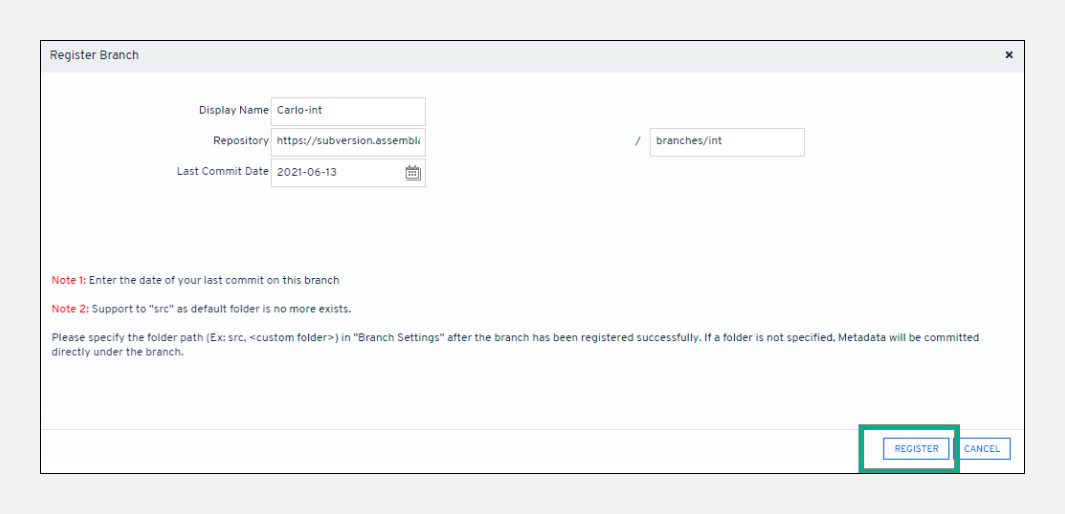 Register Branch
Display Name Carlo-int
Repository https://subversion.assembl / branches/int
Last Commit Date 2021-06-13
Note 1: Enter the date of your last commit on this branch
Note 2: Support to "src" as default folder is no more exists.
Please specify the folder path (Ex: src, <custom folder>) in "Branch Settings" after the branch has been registered successfully. If a folder is not specified, Metadata will be committed
directly under the branch.
REGISTER CANCEL